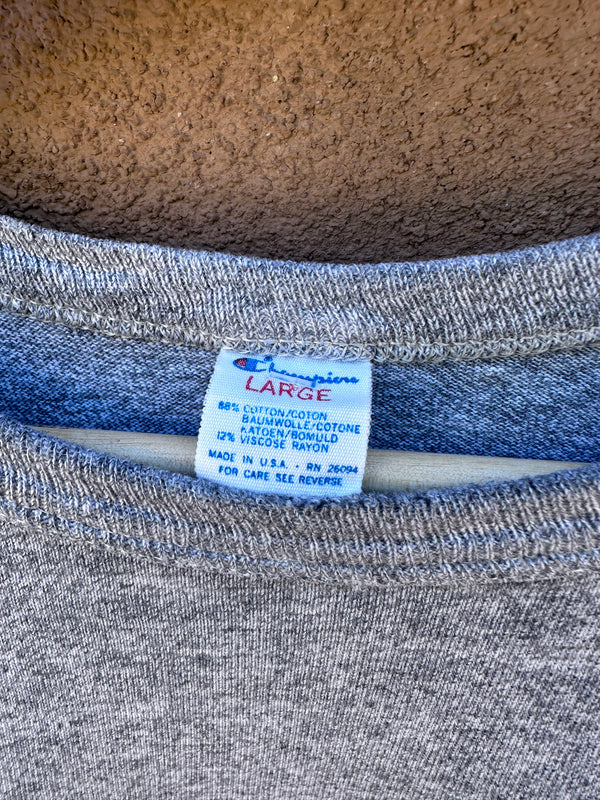 Champion
LARGE
88% COTTON/COTON
BAUMWOLLE/COTONE
KATOEN/BOMULD
12% VISCOSE RAYON
MADE IN U.S.A. • RN 26094
FOR CARE SEE REVERSE